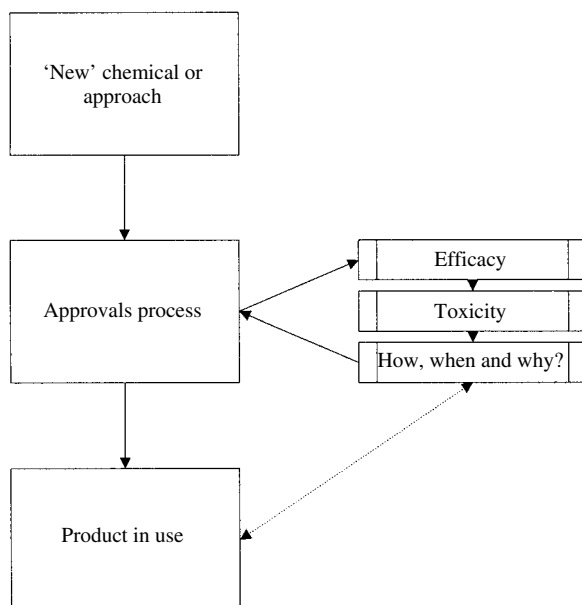 ‘New’ chemical or
approach
Approvals process
Efficacy
Toxicity
How, when and why?
Product in use